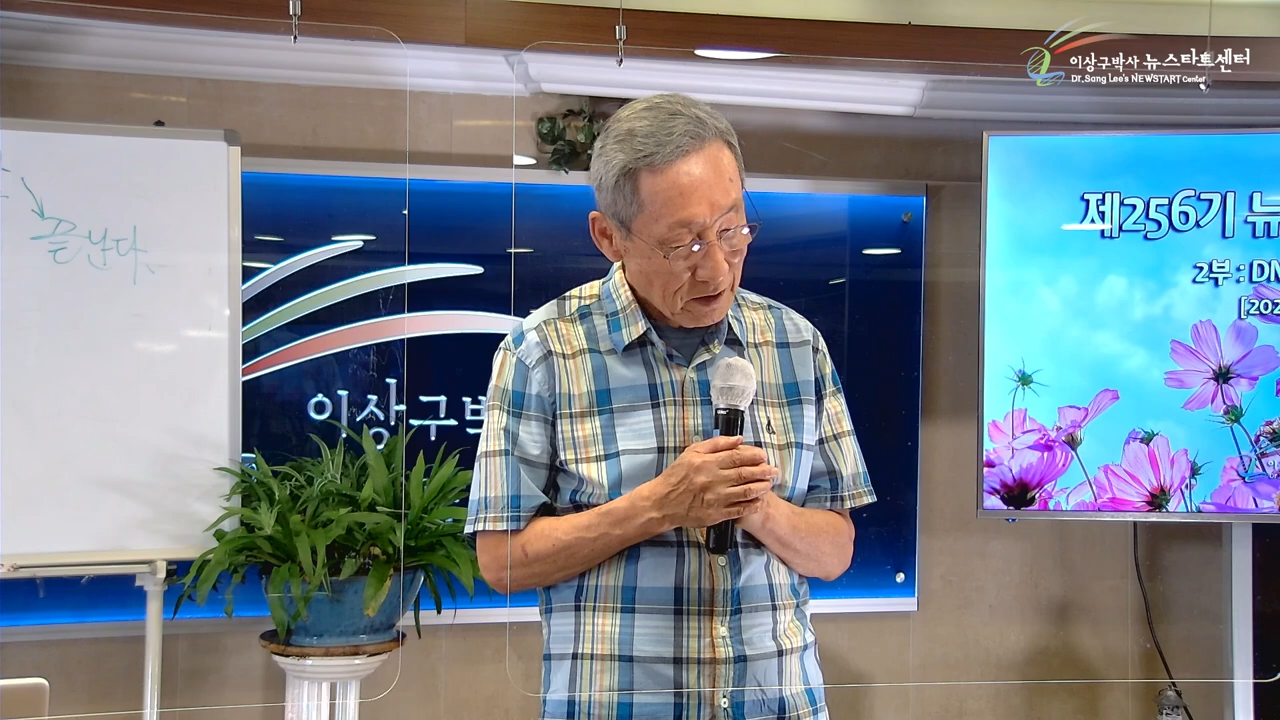 이상구박사 뉴스타트센터
Dr.Sang Lee's NEWSTART Center
끝난다.
이상구박
제256기 뉴
2부 : DN
[202